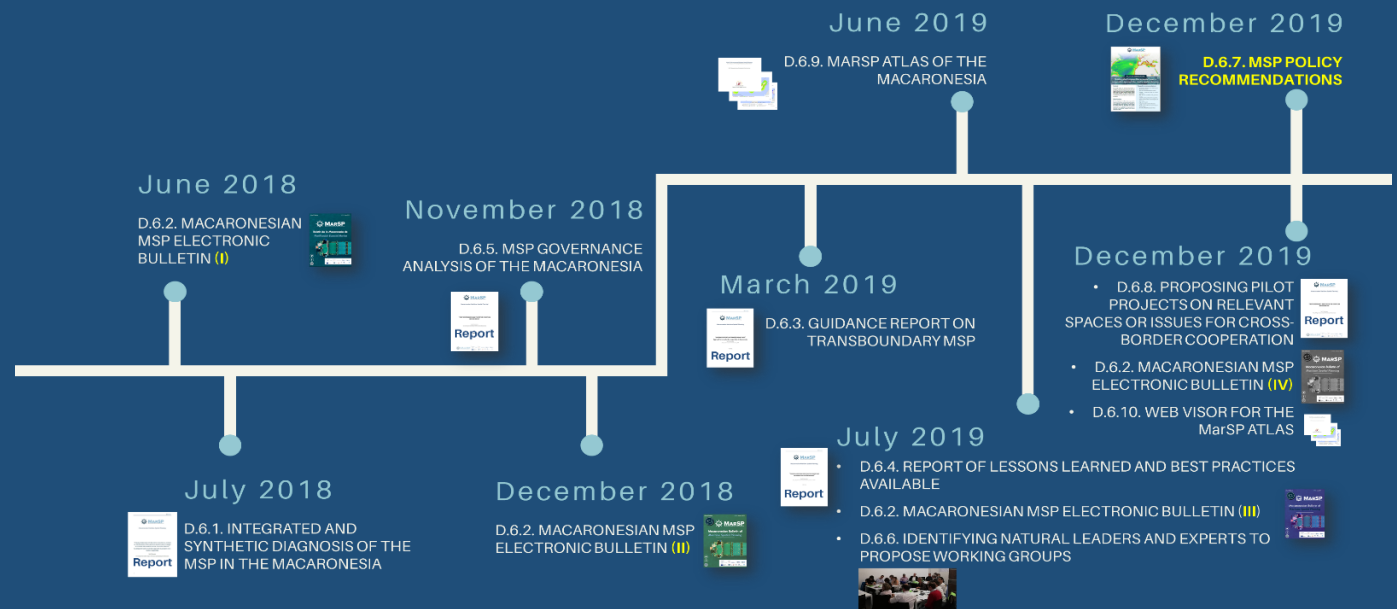 June 2019
D.6.9. MARSP ATLAS OF THE
MACARONESIA
December 2019
D.6.7. MSP POLICY
RECOMMENDATIONS
June 2018
D.6.2. MACARONESIAN
MSP ELECTRONIC
BULLETIN (I)
MARSP
November 2018
D.6.5. MSP GOVERNANCE
ANALYSIS OF THE MACARONESIA
Report
March 2019
D.6.3. GUIDANCE REPORT ON
TRANSBOUNDARY MSP
Report
December 2019
• D.6.8. PROPOSING PILOT
PROJECTS ON RELEVANT
SPACES OR ISSUES FOR CROSS-
BORDER COOPERATION
Report
• D.6.2. MACARONESIAN MSP
ELECTRONIC BULLETIN (IV)
MARSP
• D.6.10. WEB VISOR FOR THE
MarSP ATLAS
July 2018
D.6.1. INTEGRATED AND
SYNTHETIC DIAGNOSIS OF THE
MSP IN THE MACARONESIA
Report
December 2018
D.6.2. MACARONESIAN MSP
ELECTRONIC BULLETIN (II)
MARSP
July 2019
• D.6.4. REPORT OF LESSONS LEARNED AND BEST PRACTICES
AVAILABLE
Report
• D.6.2. MACARONESIAN MSP ELECTRONIC BULLETIN (III)
MARSP
• D.6.6. IDENTIFYING NATURAL LEADERS AND EXPERTS TO
PROPOSE WORKING GROUPS